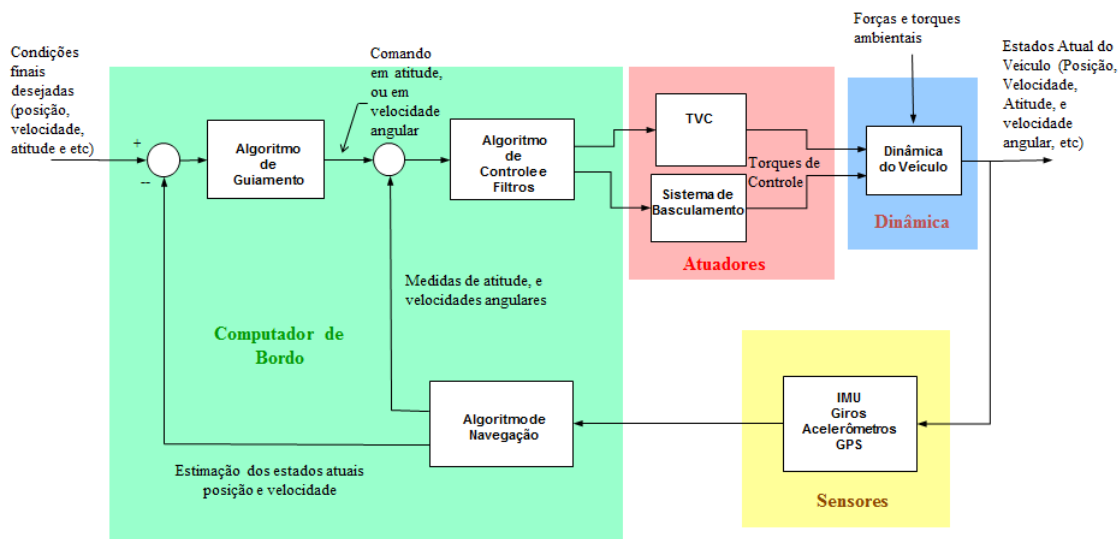 Condições
finais
desejadas
(posição,
velocidade,
atitude e etc)
+
--
Algoritmo
de
Guiamento
Comando
em atitude,
ou em
velocidade
angular
Algoritmo
de
Controle e
Filtros
TVC
Sistema de
Basculamento
Torques de
Controle
Atuadores
Forças e torques
ambientais
Dinâmica
do Veículo
Dinâmica
Estados Atual do
Veículo (Posição,
Velocidade,
Atitude, e
velocidade
angular, etc)
Medidas de atitude, e
velocidades angulares
Computador de
Bordo
Algoritmo de
Navegação
Estimação dos estados atuais
posição e velocidade
IMU
Giros
Acelerômetros
GPS
Sensores